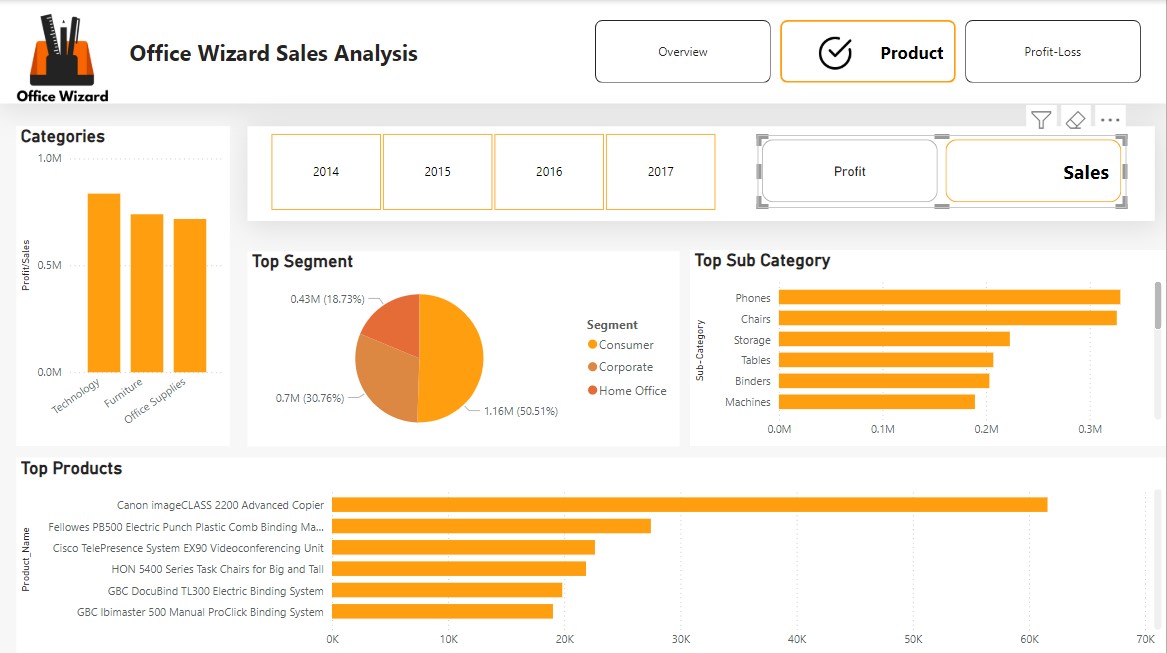 Office Wizard Sales Analysis
Overview
Product
Profit-Loss
Office Wizard
Categories
1.0M
0.5M
0.0M
Profit/Sales
Technology
Furniture
Office Supplies
2014
2015
2016
2017
Profit
Sales
Top Segment
0.43M (18.73%)
0.7M (30.76%)
1.16M (50.51%)
Segment
Consumer
Corporate
Home Office
Top Sub Category
Sub-Category
Phones
Chairs
Storage
Tables
Binders
Machines
0.0M 0.1M 0.2M 0.3M
Top Products
Product_Name
Canon imageCLASS 2200 Advanced Copier
Fellowes PB500 Electric Punch Plastic Comb Binding Ma...
Cisco TelePresence System EX90 Videoconferencing Unit
HON 5400 Series Task Chairs for Big and Tall
GBC DocuBind TL300 Electric Binding System
GBC Ibimaster 500 Manual ProClick Binding System
0K 10K 20K 30K 40K 50K 60K 70K